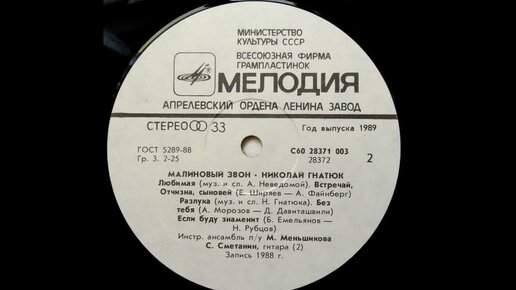 МИНИСТЕРСТВО
КУЛЬТУРЫ СССР
ВСЕСОЮЗНАЯ ФИРМА
ГРАМПЛАСТИНОК
МЕЛОДИЯ
АПРЕЛЕВСКИЙ ОРДЕНА ЛЕНИНА ЗАВОД
СТЕРЕО 33
Год выпуска 1989
ГОСТ 5289-88
Гр. 3. 2-25
С60 28371 003
28372
2
МАЛИНОВЫЙ ЗВОН · НИКОЛАЙ ГНАТЮК
Любимая (муз. и сл. А. Неведомой). Встречай,
Отчизна, сыновей (Е. Ширяев — А. Файнберг)
Разлука (муз. и сл. Н. Гнатюка). Без
тебя (А. Морозов — Д. Давиташвили)
Если буду знаменит (Б. Емельянов —
Н. Рубцов)
Инстр. ансамбль п/у М. Меньшикова
С. Сметанин, гитара (2)
Запись 1988 г.